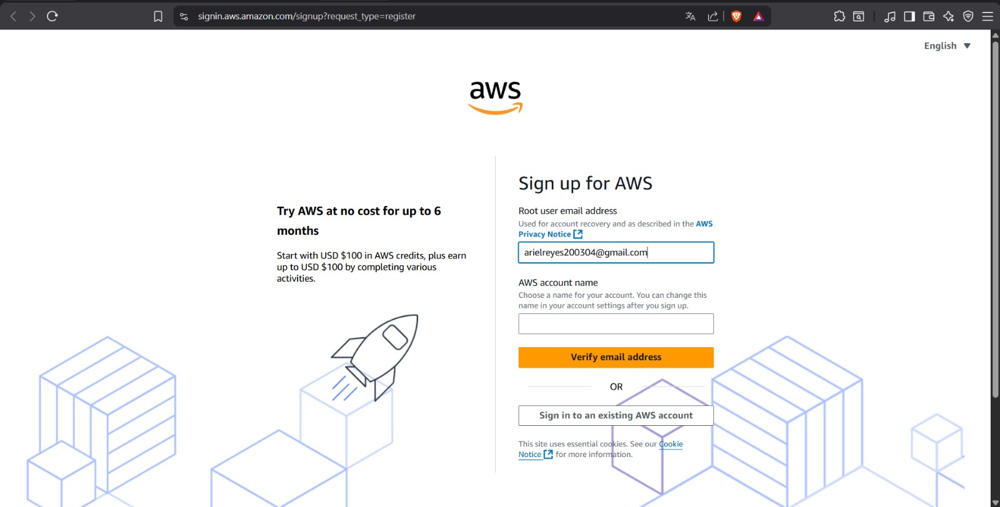 signin.aws.amazon.com/signup?request_type=register
English
aws
Try AWS at no cost for up to 6
months
Start with USD $100 in AWS credits, plus earn
up to USD $100 by completing various
activities.
Sign up for AWS
Root user email address
Used for account recovery and as described in the AWS
Privacy Notice
arielreyes200304@gmail.com
AWS account name
Choose a name for your account. You can change this
name in your account settings after you sign up.
Verify email address
OR
Sign in to an existing AWS account
This site uses essential cookies. See our Cookie
Notice for more information.